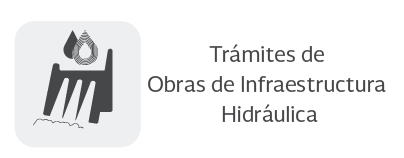 Trámites de
Obras de Infraestructura
Hidráulica